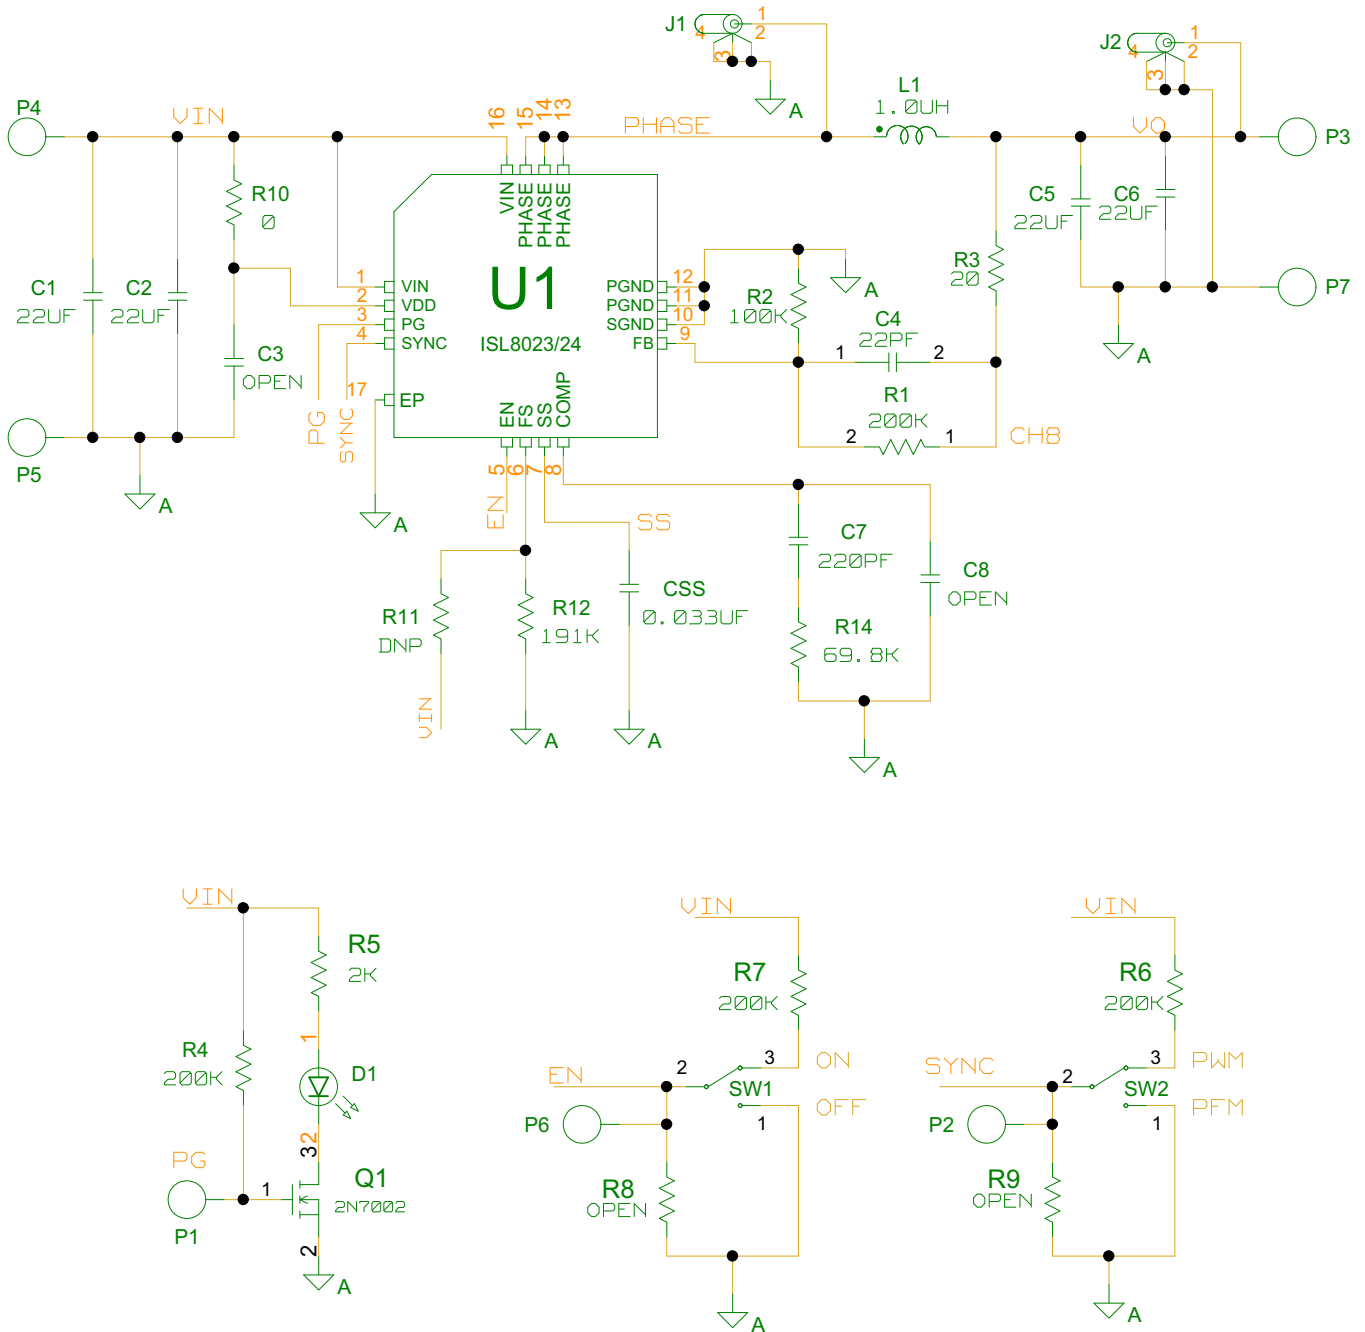 J1
1
2
3
4
J2
1
2
3
4
P4
VIN
16
15
14
13
PHASE
L1
1.0UH
VO
P3
R10
0
VIN
PHASE
PHASE
PHASE
C5
22UF
C6
22UF
R3
20
C1
22UF
C2
22UF
C3
OPEN
1
2
3
4
VIN
VDD
PG
SYNC
U1
ISL8023/24
PGND
PGND
SGND
FB
12
11
10
9
R2
100K
A
C4
22PF
1
2
P7
A
17
EP
PG
SYNC
EN
FS
SS
COMP
R1
200K
2
1
CH8
P5
A
A
A
5
6
7
8
EN
SS
C7
220PF
C8
OPEN
R11
DNP
R12
191K
CSS
0.033UF
R14
69.8K
VIN
A
A
A
VIN
R5
2K
R4
200K
1
D1
2
3
PG
P1
1
Q1
2N7002
2
A
VIN
R7
200K
EN
2
3
ON
SW1
OFF
1
P6
R8
OPEN
A
VIN
R6
200K
SYNC
2
3
PWM
SW2
PFM
1
P2
R9
OPEN
A